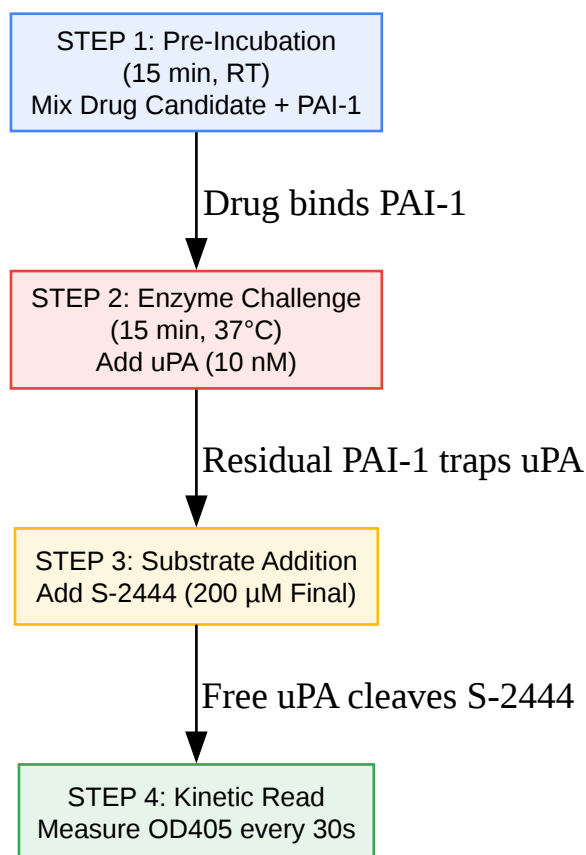 STEP 1: Pre-Incubation
(15 min, RT)
Mix Drug Candidate + PAI-1
Drug binds PAI-1
STEP 2: Enzyme Challenge
(15 min, 37°C)
Add uPA (10 nM)
Residual PAI-1 traps uPA
STEP 3: Substrate Addition
Add S-2444 (200 µM Final)
Free uPA cleaves S-2444
STEP 4: Kinetic Read
Measure OD405 every 30s